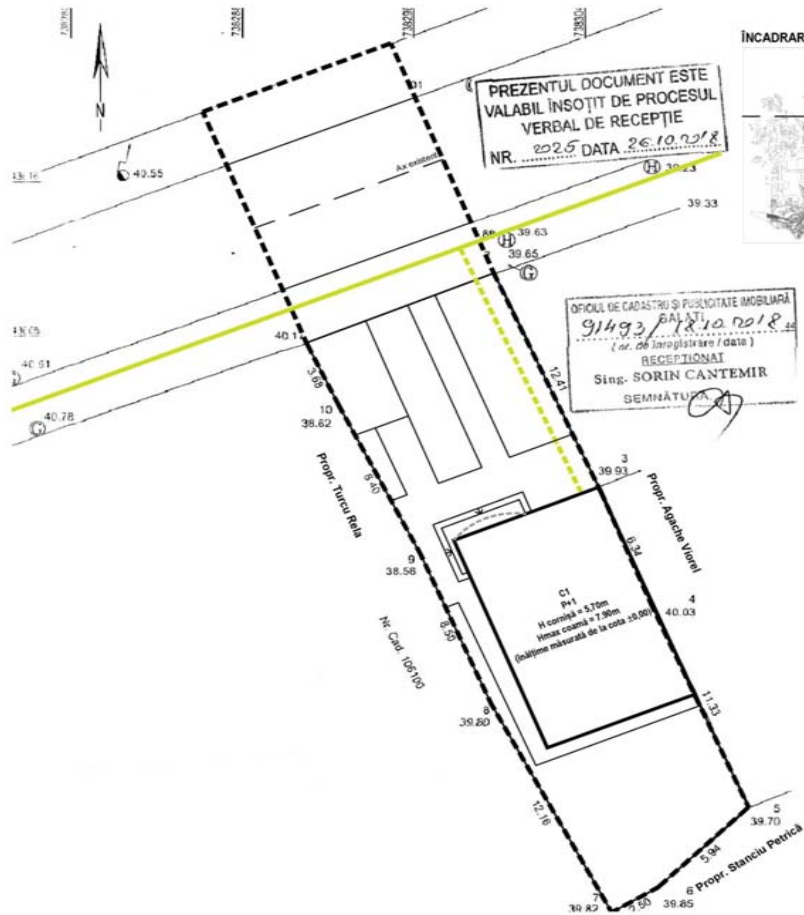 738304
ÎNCADRAR
N
PREZENTUL DOCUMENT ESTE
VALABIL ÎNSOȚIT DE PROCESUL
VERBAL DE RECEPȚIE
NR. 2025 DATA 26.10.2018
40.55
Ax existent
H
39.33
39.63
H
39.65
G
OFICIUL DE CADASTRU ȘI PUBLICITATE IMOBILIARĂ
GALAȚI
91493 / 18.10.2018
(nr. de înregistrare / data)
RECEPȚIONAT
Sing. SORIN CANTEMIR
SEMNĂTURA
40.1
40.61
3.68
12.41
G
40.78
10
38.62
Propr. Turcu Rela
8.40
3
39.93
Propr. Agache Viorel
6.34
9
38.56
C1
P+1
H cornișă = 5,70m
Hmax coamă = 7.90m
(înălțime măsurată de la cota ±0,00)
4
40.03
8.50
Nr. Cad. 106100
8
39.80
11.33
12.16
5
39.70
5.94
Propr. Stanciu Petrică
6
39.85
7
39.82
2.50